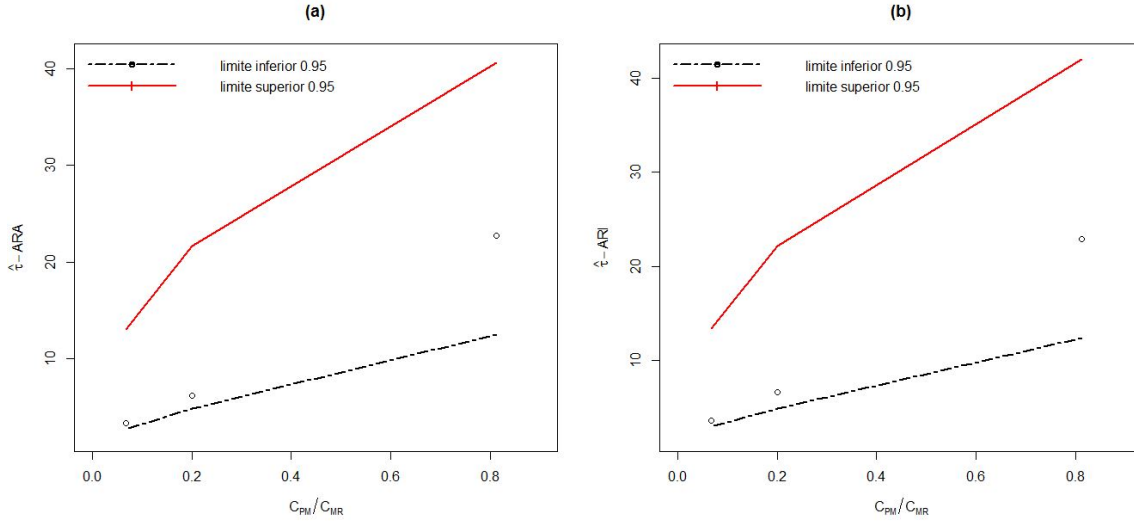 (a)
limite inferior 0.95
limite superior 0.95
40
30
20
10
τ̂ − ARA
0.0 0.2 0.4 0.6 0.8
C_PM/C_MR
(b)
limite inferior 0.95
limite superior 0.95
40
30
20
10
τ̂ − ARI
0.0 0.2 0.4 0.6 0.8
C_PM/C_MR